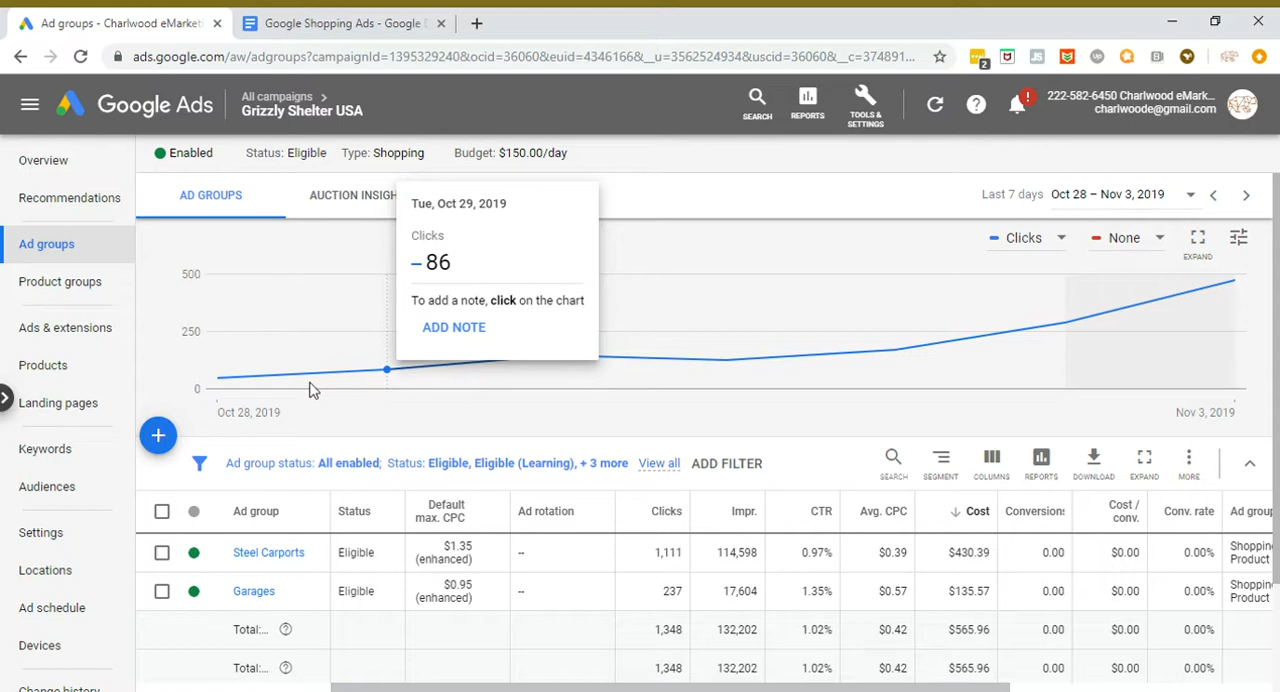 Ad groups - Charlwood eMarketi
Google Shopping Ads - Google D
ads.google.com/aw/adgroups?campaignId=1395329240&ocid=36060&euid=4346166&__u=3562524934&uscid=36060&__c=374891...
2
Google Ads
All campaigns
Grizzly Shelter USA
SEARCH
REPORTS
TOOLS &
SETTINGS
222-582-6450 Charlwood eMark...
charlwoode@gmail.com
Overview
Recommendations
Ad groups
Product groups
Ads & extensions
Products
Landing pages
Keywords
Audiences
Settings
Locations
Ad schedule
Devices
Change history
Enabled Status: Eligible Type: Shopping Budget: $150.00/day
AD GROUPS AUCTION INSIGH
Last 7 days Oct 28 – Nov 3, 2019
Tue, Oct 29, 2019
Clicks
86
To add a note, click on the chart
ADD NOTE
Clicks None
EXPAND
500
250
0
Oct 28, 2019 Nov 3, 2019
Ad group status: All enabled; Status: Eligible, Eligible (Learning), + 3 more View all ADD FILTER
SEARCH SEGMENT COLUMNS REPORTS DOWNLOAD EXPAND MORE
Ad group Status Default max. CPC Ad rotation Clicks Impr. CTR Avg. CPC Cost Conversions Cost / conv. Conv. rate Ad group
Steel Carports Eligible $1.35 (enhanced) -- 1,111 114,598 0.97% $0.39 $430.39 0.00 $0.00 0.00% Shopping Product
Garages Eligible $0.95 (enhanced) -- 237 17,604 1.35% $0.57 $135.57 0.00 $0.00 0.00% Shopping Product
Total:... 1,348 132,202 1.02% $0.42 $565.96 0.00 $0.00 0.00%
Total:... 1,348 132,202 1.02% $0.42 $565.96 0.00 $0.00 0.00%